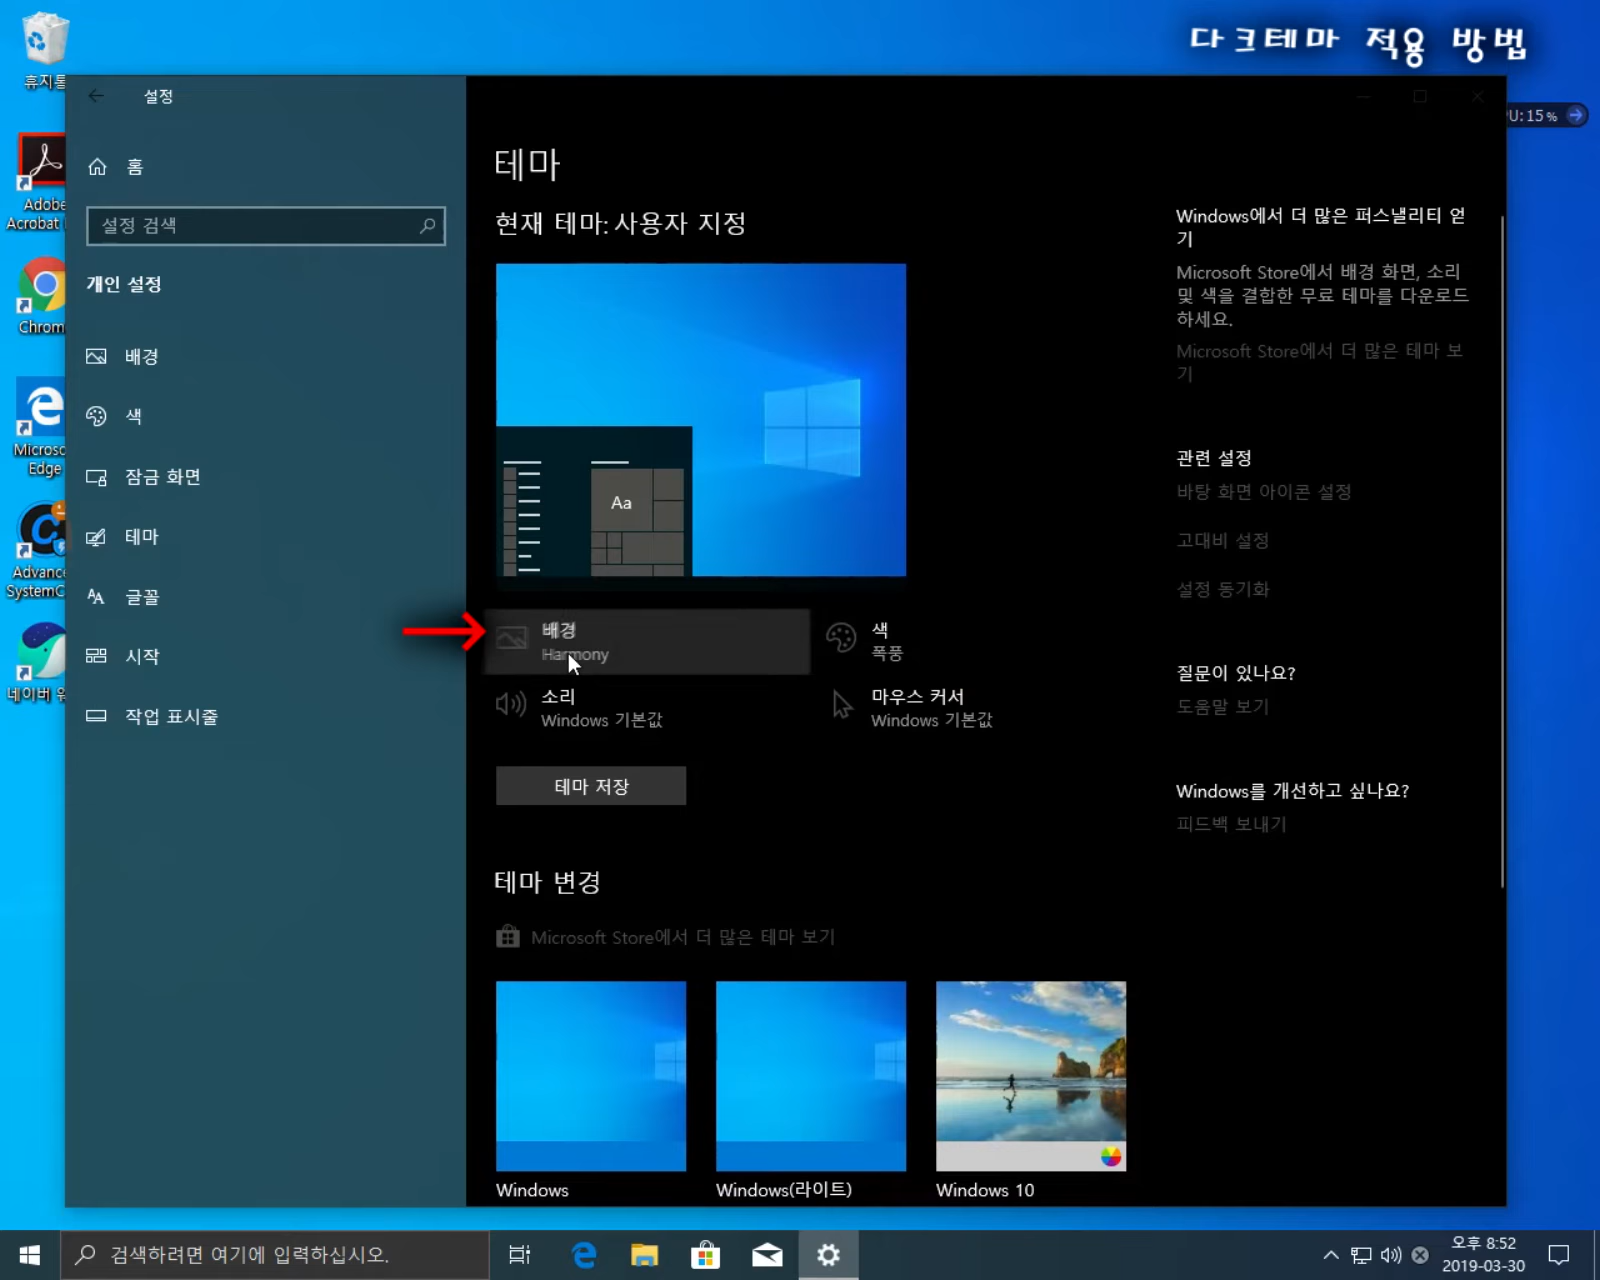 다크테마 적용 방법
휴지통
Adobe
Acrobat
Chrom
Microso
Edge
Advance
SystemC
네이버
U: 15 %
설정
홈
설정 검색
개인 설정
배경
색
잠금 화면
테마
글꼴
시작
작업 표시줄
테마
현재 테마: 사용자 지정
Aa
배경
Harmony
색
폭풍
소리
Windows 기본값
마우스 커서
Windows 기본값
테마 저장
테마 변경
Microsoft Store에서 더 많은 테마 보기
Windows
Windows(라이트)
Windows 10
Windows에서 더 많은 퍼스낼리티 얻
기
Microsoft Store에서 배경 화면, 소리
및 색을 결합한 무료 테마를 다운로드
하세요.
Microsoft Store에서 더 많은 테마 보
기
관련 설정
바탕 화면 아이콘 설정
고대비 설정
설정 동기화
질문이 있나요?
도움말 보기
Windows를 개선하고 싶나요?
피드백 보내기
검색하려면 여기에 입력하십시오.
오후 8:52
2019-03-30